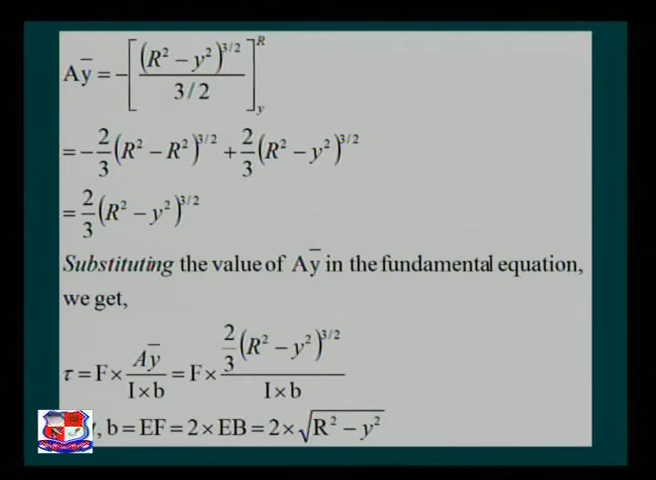 Aȳ = −[(R² − y²)^3/2 / 3/2]_y^R
= −2/3 (R² − R²)^3/2 + 2/3 (R² − y²)^3/2
= 2/3 (R² − y²)^3/2
Substituting the value of Aȳ in the fundamental equation,
we get,
τ = F × Aȳ / I × b = F × 2/3 (R² − y²)^3/2 / I × b
, b = EF = 2 × EB = 2 × √(R² − y²)